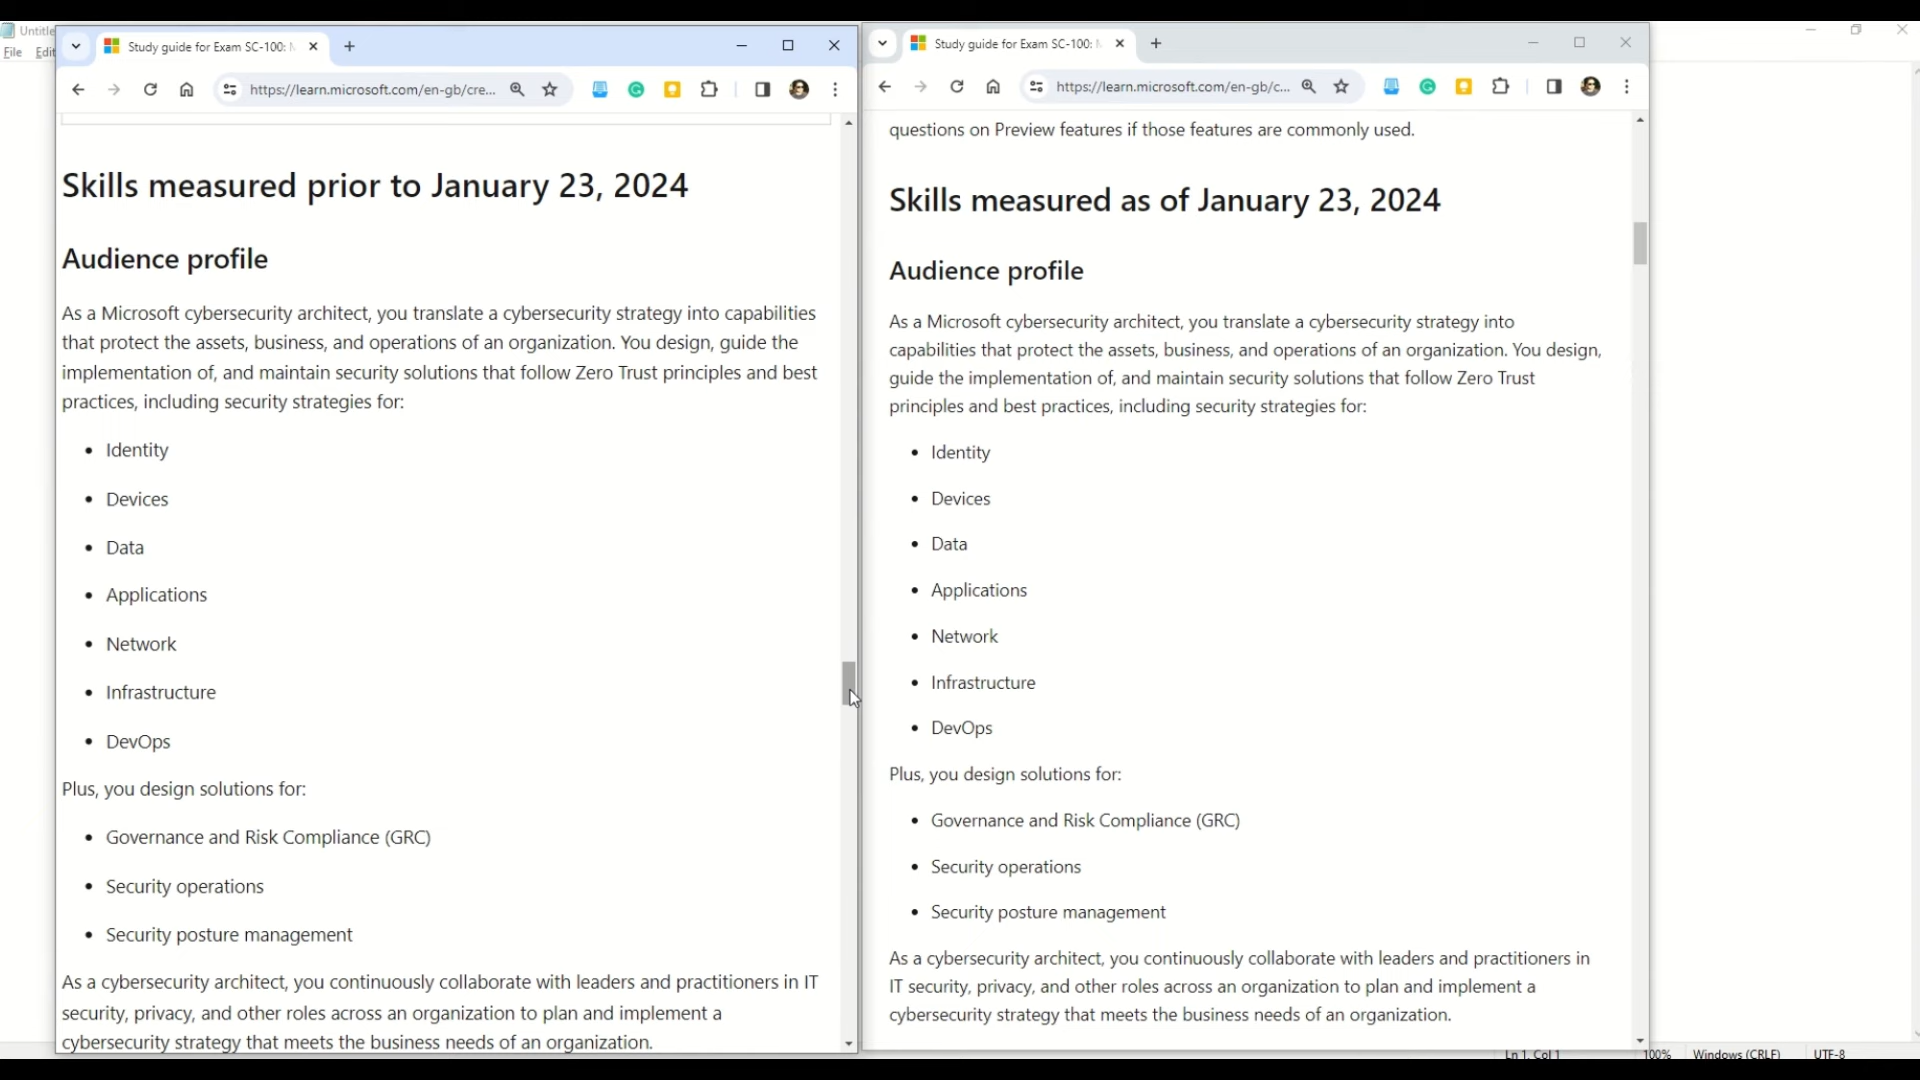 Untitle
File Edit
Study guide for Exam SC-100: M
https://learn.microsoft.com/en-gb/cre...
Skills measured prior to January 23, 2024
Audience profile
As a Microsoft cybersecurity architect, you translate a cybersecurity strategy into capabilities
that protect the assets, business, and operations of an organization. You design, guide the
implementation of, and maintain security solutions that follow Zero Trust principles and best
practices, including security strategies for:
• Identity
• Devices
• Data
• Applications
• Network
• Infrastructure
• DevOps
Plus, you design solutions for:
• Governance and Risk Compliance (GRC)
• Security operations
• Security posture management
As a cybersecurity architect, you continuously collaborate with leaders and practitioners in IT
security, privacy, and other roles across an organization to plan and implement a
cybersecurity strategy that meets the business needs of an organization.
Study guide for Exam SC-100:
https://learn.microsoft.com/en-gb/c...
questions on Preview features if those features are commonly used.
Skills measured as of January 23, 2024
Audience profile
As a Microsoft cybersecurity architect, you translate a cybersecurity strategy into
capabilities that protect the assets, business, and operations of an organization. You design,
guide the implementation of, and maintain security solutions that follow Zero Trust
principles and best practices, including security strategies for:
• Identity
• Devices
• Data
• Applications
• Network
• Infrastructure
• DevOps
Plus, you design solutions for:
• Governance and Risk Compliance (GRC)
• Security operations
• Security posture management
As a cybersecurity architect, you continuously collaborate with leaders and practitioners in
IT security, privacy, and other roles across an organization to plan and implement a
cybersecurity strategy that meets the business needs of an organization.
Ln 1, Col 1 100% Windows (CRLF) UTF-8